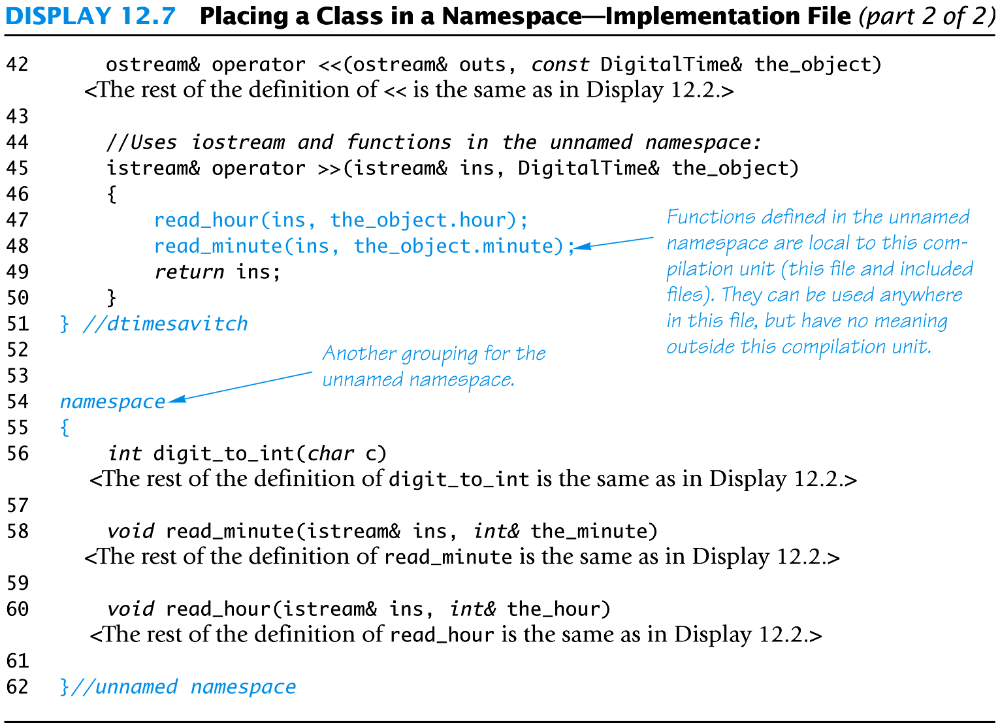 DISPLAY 12.7 Placing a Class in a Namespace—Implementation File (part 2 of 2)
42 ostream& operator <<(ostream& outs, const DigitalTime& the_object)
<The rest of the definition of << is the same as in Display 12.2.>
43
44 //Uses iostream and functions in the unnamed namespace:
45 istream& operator >>(istream& ins, DigitalTime& the_object)
46 {
47 read_hour(ins, the_object.hour);
48 read_minute(ins, the_object.minute);
49 return ins;
50 }
51 } //dtimesavitch
Functions defined in the unnamed
namespace are local to this com-
pilation unit (this file and included
files). They can be used anywhere
in this file, but have no meaning
outside this compilation unit.
52
53
Another grouping for the
unnamed namespace.
54 namespace
55 {
56 int digit_to_int(char c)
<The rest of the definition of digit_to_int is the same as in Display 12.2.>
57
58 void read_minute(istream& ins, int& the_minute)
<The rest of the definition of read_minute is the same as in Display 12.2.>
59
60 void read_hour(istream& ins, int& the_hour)
<The rest of the definition of read_hour is the same as in Display 12.2.>
61
62 }//unnamed namespace